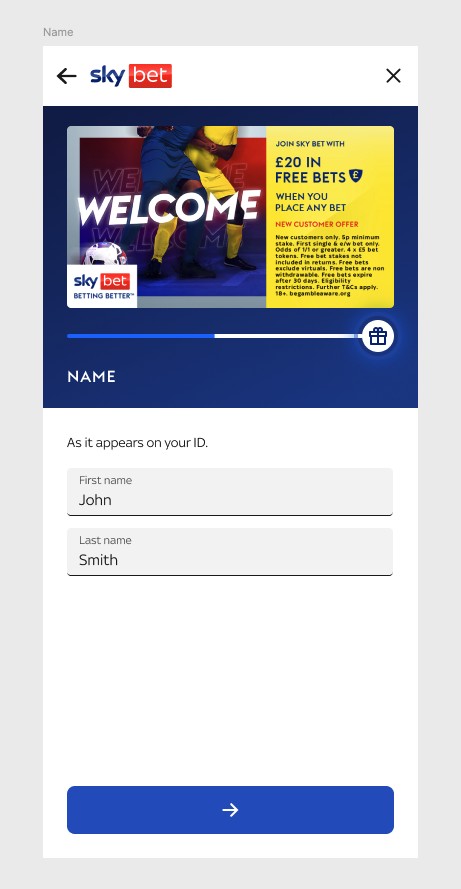 Name
sky bet
JOIN SKY BET WITH
£20 IN
FREE BETS £
WHEN YOU
PLACE ANY BET
NEW CUSTOMER OFFER
New customers only. 5p minimum
stake. First single & e/w bet only.
Odds of 1/1 or greater. 4 x £5 bet
tokens. Free bet stakes not
included in returns. Free bets
exclude virtuals. Free bets are non
withdrawable. Free bets expire
after 30 days. Eligibility
restrictions. Further T&Cs apply.
18+. begambleaware.org
WELCOME
WELCOME
WELCOME
sky bet
BETTING BETTER™
NAME
As it appears on your ID.
First name
John
Last name
Smith